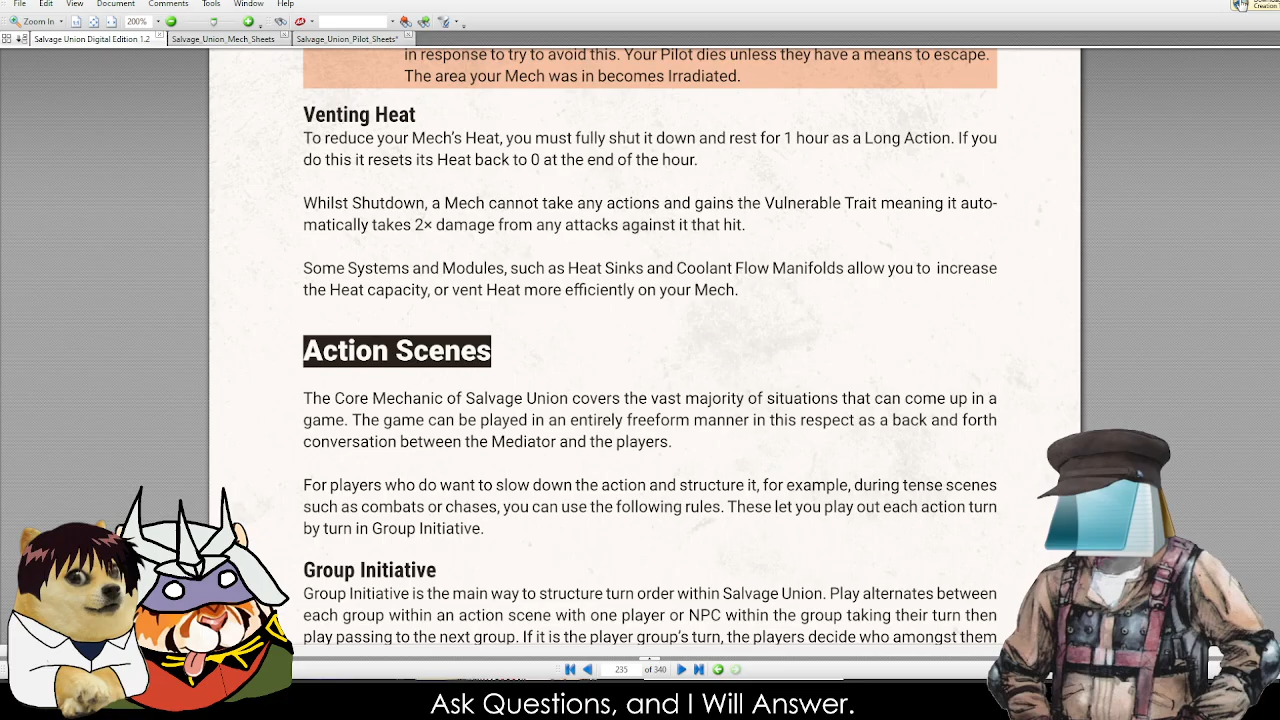 File Edit View Document Comments Tools Window Help
Creation
Zoom In 200%
Salvage Union Digital Edition 1.2 Salvage_Union_Mech_Sheets Salvage_Union_Pilot_Sheets*
in response to try to avoid this. Your Pilot dies unless they have a means to escape.
The area your Mech was in becomes Irradiated.
Venting Heat
To reduce your Mech's Heat, you must fully shut it down and rest for 1 hour as a Long Action. If you
do this it resets its Heat back to 0 at the end of the hour.
Whilst Shutdown, a Mech cannot take any actions and gains the Vulnerable Trait meaning it auto-
matically takes 2× damage from any attacks against it that hit.
Some Systems and Modules, such as Heat Sinks and Coolant Flow Manifolds allow you to increase
the Heat capacity, or vent Heat more efficiently on your Mech.
Action Scenes
The Core Mechanic of Salvage Union covers the vast majority of situations that can come up in a
game. The game can be played in an entirely freeform manner in this respect as a back and forth
conversation between the Mediator and the players.
For players who do want to slow down the action and structure it, for example, during tense scenes
such as combats or chases, you can use the following rules. These let you play out each action turn
by turn in Group Initiative.
Group Initiative
Group Initiative is the main way to structure turn order within Salvage Union. Play alternates between
each group within an action scene with one player or NPC within the group taking their turn then
play passing to the next group. If it is the player group's turn, the players decide who amongst them
235 of 340
Ask Questions, and I Will Answer.